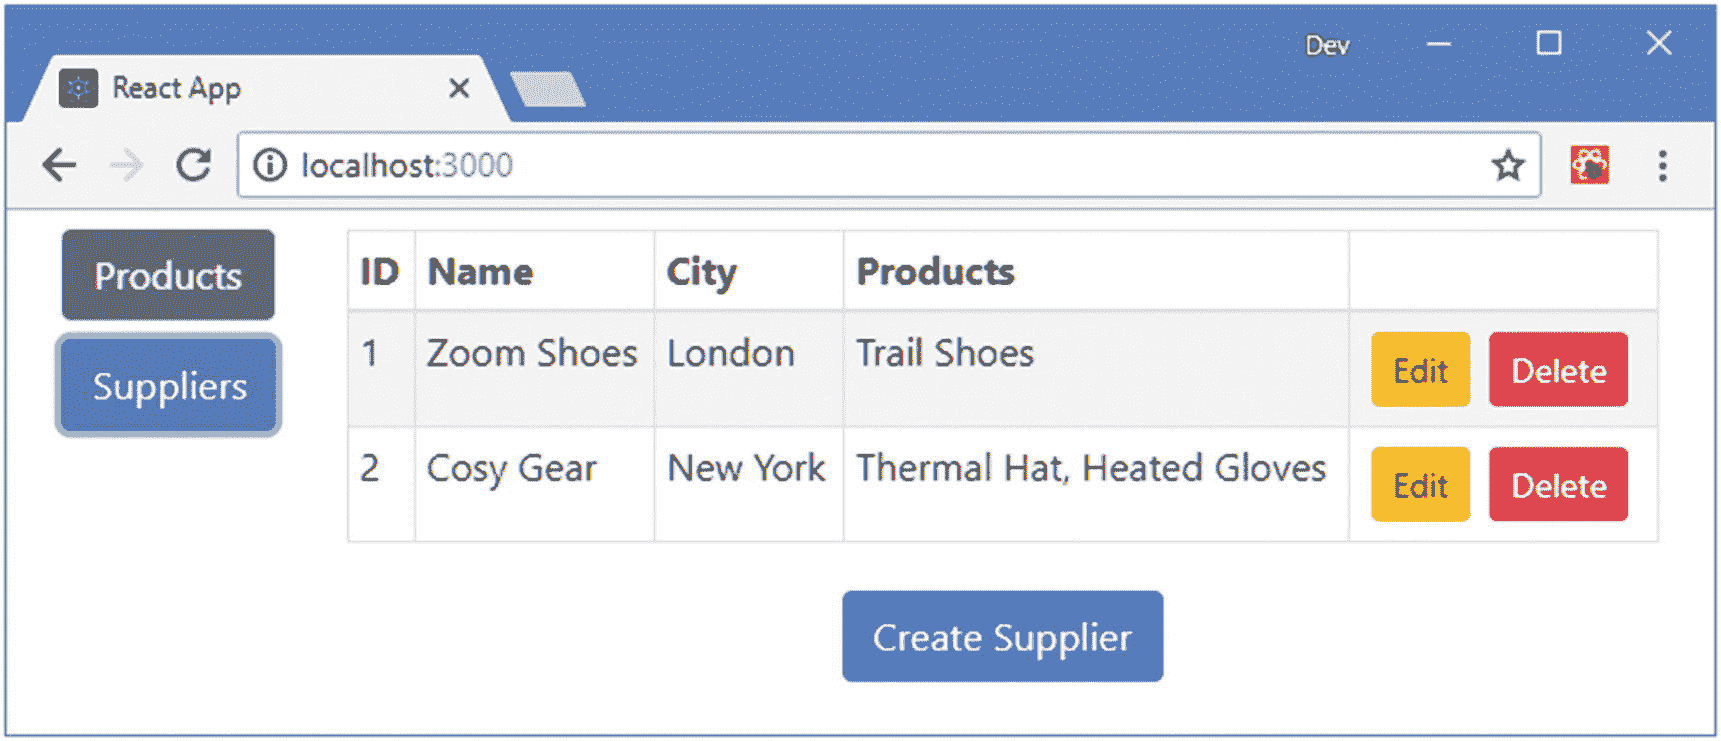 Dev
React App
localhost:3000
Products
Suppliers
ID Name City Products
1 Zoom Shoes London Trail Shoes Edit Delete
2 Cosy Gear New York Thermal Hat, Heated Gloves Edit Delete
Create Supplier